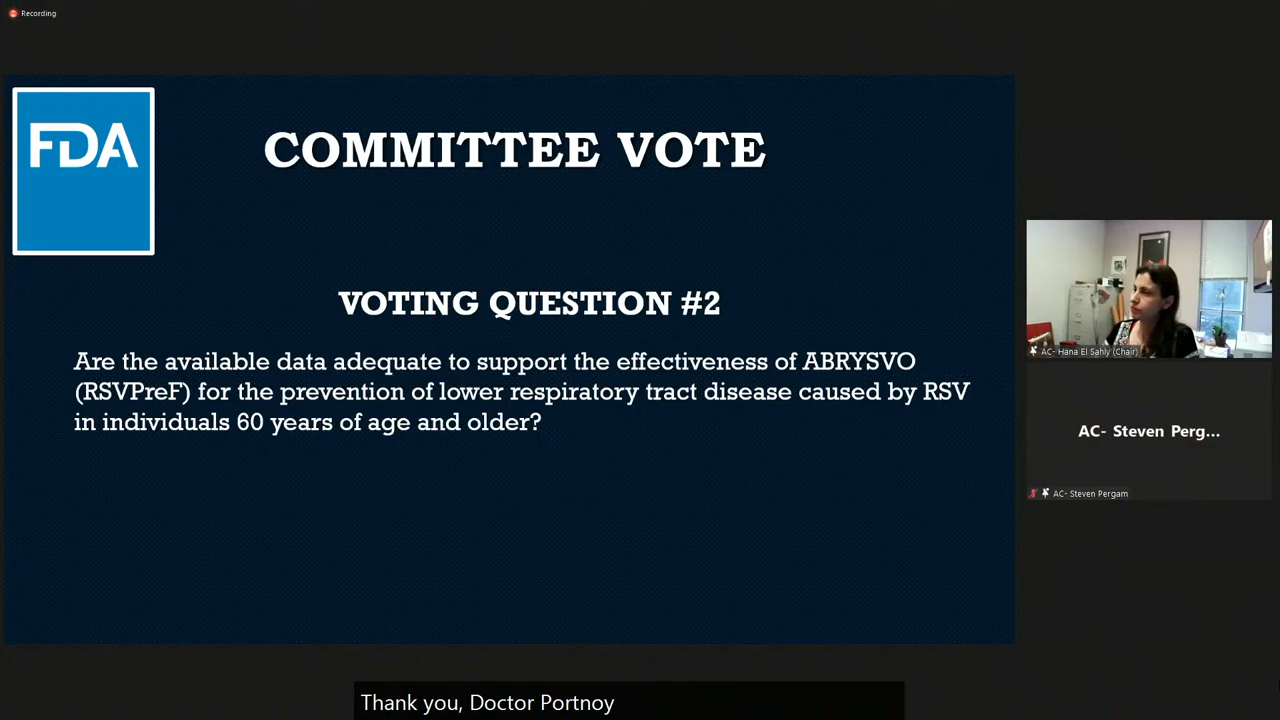 Recording
FDA
COMMITTEE VOTE
VOTING QUESTION #2
Are the available data adequate to support the effectiveness of ABRYSVO
(RSVPreF) for the prevention of lower respiratory tract disease caused by RSV
in individuals 60 years of age and older?
AC- Hana El Sahly (Chair)
AC- Steven Perg...
AC- Steven Pergam
Thank you, Doctor Portnoy